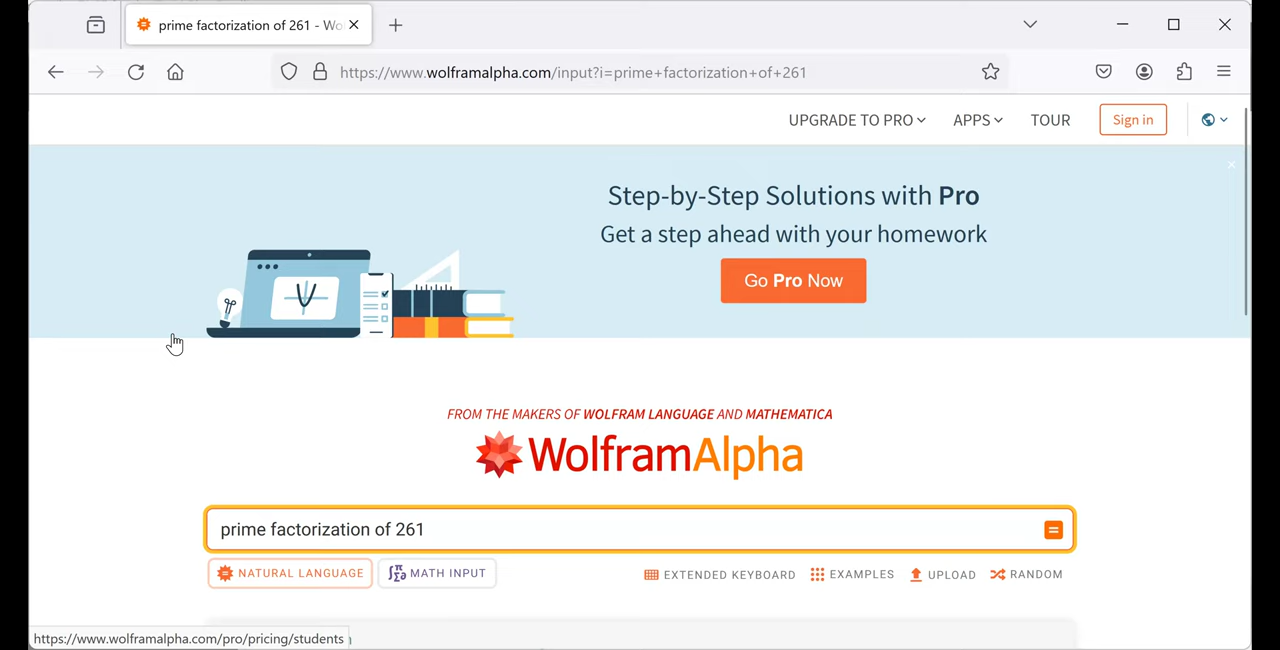 prime factorization of 261 - Wo
https://www.wolframalpha.com/input?i=prime+factorization+of+261
UPGRADE TO PRO APPS TOUR Sign in
Step-by-Step Solutions with Pro
Get a step ahead with your homework
Go Pro Now
FROM THE MAKERS OF WOLFRAM LANGUAGE AND MATHEMATICA
WolframAlpha
prime factorization of 261
NATURAL LANGUAGE MATH INPUT EXTENDED KEYBOARD EXAMPLES UPLOAD RANDOM
https://www.wolframalpha.com/pro/pricing/students